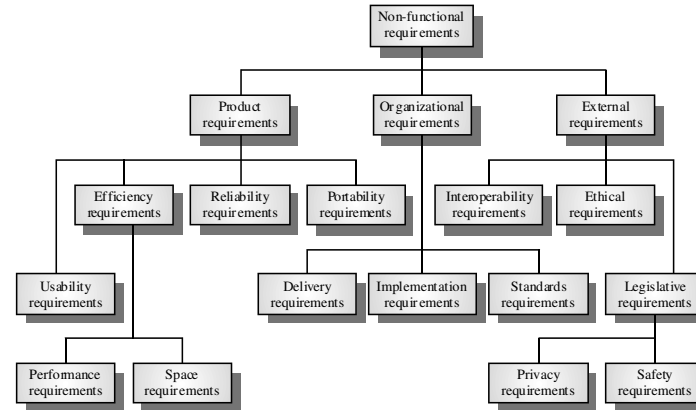 Non-functional
requirements
Product
requirements
Organizational
requirements
External
requirements
Efficiency
requirements
Reliability
requirements
Portability
requirements
Interoperability
requirements
Ethical
requirements
Usability
requirements
Delivery
requirements
Implementation
requirements
Standards
requirements
Legislative
requirements
Performance
requirements
Space
requirements
Privacy
requirements
Safety
requirements